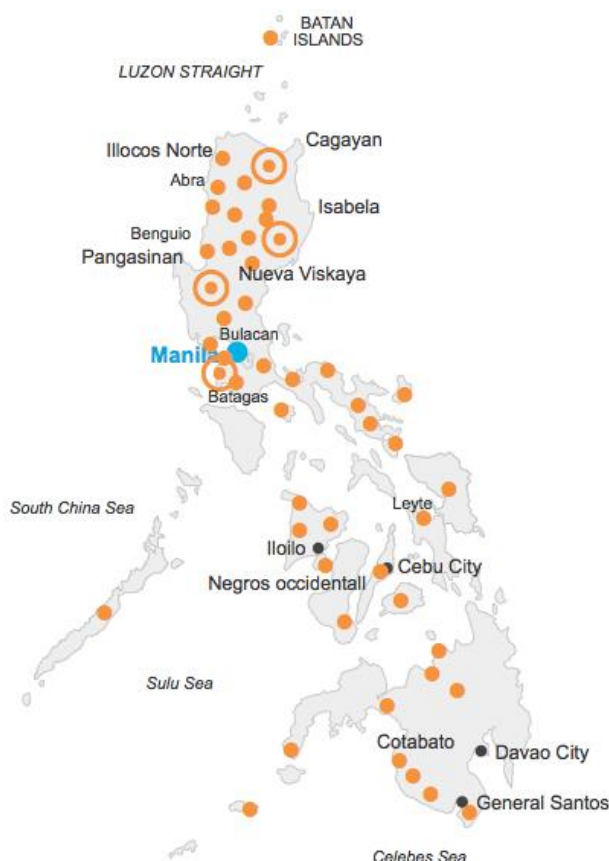 BATAN
ISLANDS
LUZON STRAIGHT
Cagayan
Illocos Norte
Abra
Isabela
Benguio
Pangasinan
Nueva Viskaya
Bulacan
Manila
Batagas
South China Sea
Leyte
Iloilo
Cebu City
Negros occidentall
Sulu Sea
Cotabato
Davao City
General Santos
Celebes Sea